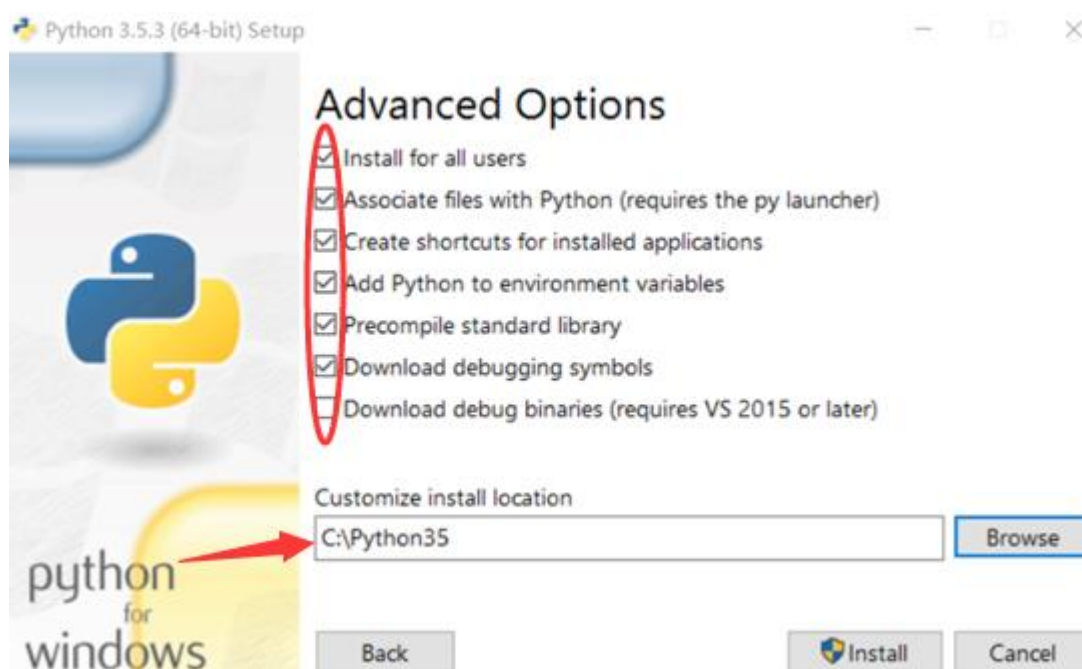 Python 3.5.3 (64-bit) Setup
Advanced Options
Install for all users
Associate files with Python (requires the py launcher)
Create shortcuts for installed applications
Add Python to environment variables
Precompile standard library
Download debugging symbols
Download debug binaries (requires VS 2015 or later)
Customize install location
C:\Python35
Browse
python
for
windows
Back
Install
Cancel